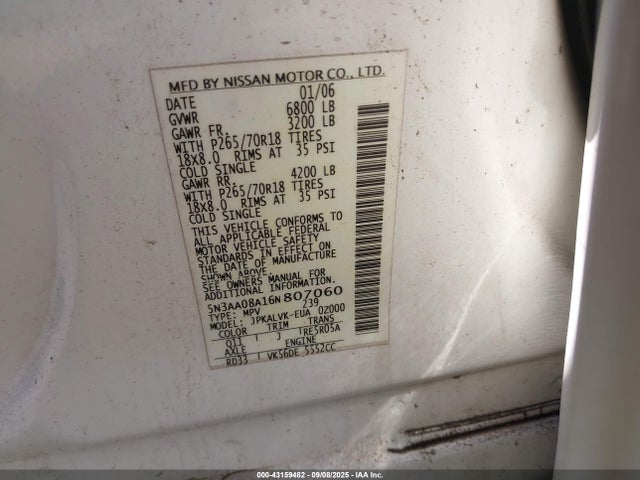 MFD BY NISSAN MOTOR CO., LTD.
DATE 01/06
GVWR 6800 LB
GAWR FR. 3200 LB
WITH P265/70R18 TIRES
18X8.0 RIMS AT 35 PSI
COLD SINGLE
GAWR RR. 4200 LB
WITH P265/70R18 TIRES
18X8.0 RIMS AT 35 PSI
COLD SINGLE
THIS VEHICLE CONFORMS TO
ALL APPLICABLE FEDERAL
MOTOR VEHICLE SAFETY
STANDARDS IN EFFECT ON
THE DATE OF MANUFACTURE
SHOWN ABOVE.
SEE OWNERS MANUAL FOR
ADDITIONAL INFORMATION.
5N3AA08A16N807060
TYPE: MPV Z39
MODEL: JPKALVK-EUA 0Z000
COLOR TRIM TRANS
Q11 J RE5R05A
AXLE ENGINE
RD33 VK56DE 5552CC
000-43159482 - 09/08/2025 - IAA Inc.